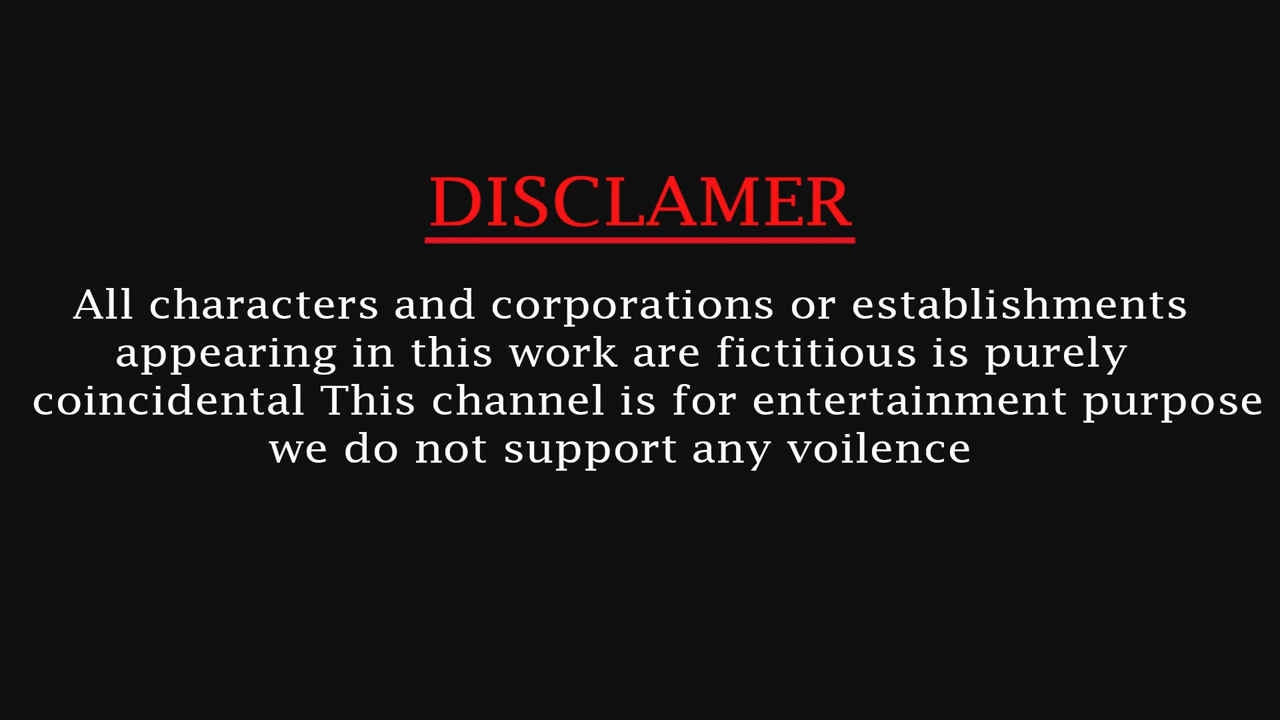 DISCLAMER
All characters and corporations or establishments
appearing in this work are fictitious is purely
coincidental This channel is for entertainment purpose
we do not support any voilence